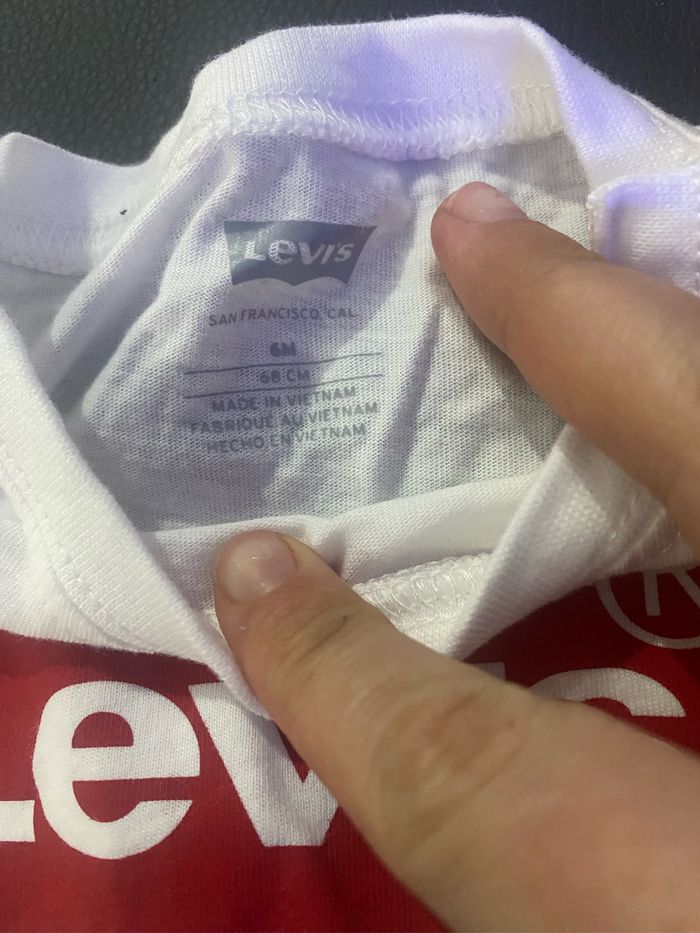 Levi's
SAN FRANCISCO, CAL.
6M
68 CM
MADE IN VIETNAM
FABRIQUÉ AU VIETNAM
HECHO EN VIETNAM
®
Levi's